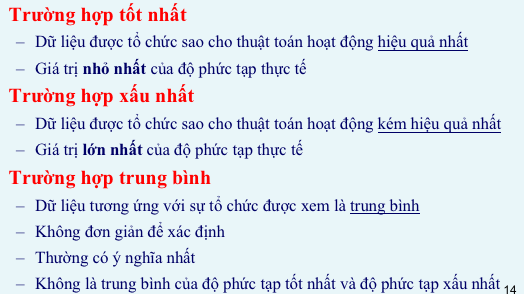 Trường hợp tốt nhất
– Dữ liệu được tổ chức sao cho thuật toán hoạt động hiệu quả nhất
– Giá trị nhỏ nhất của độ phức tạp thực tế
Trường hợp xấu nhất
– Dữ liệu được tổ chức sao cho thuật toán hoạt động kém hiệu quả nhất
– Giá trị lớn nhất của độ phức tạp thực tế
Trường hợp trung bình
– Dữ liệu tương ứng với sự tổ chức được xem là trung bình
– Không đơn giản để xác định
– Thường có ý nghĩa nhất
– Không là trung bình của độ phức tạp tốt nhất và độ phức tạp xấu nhất
14